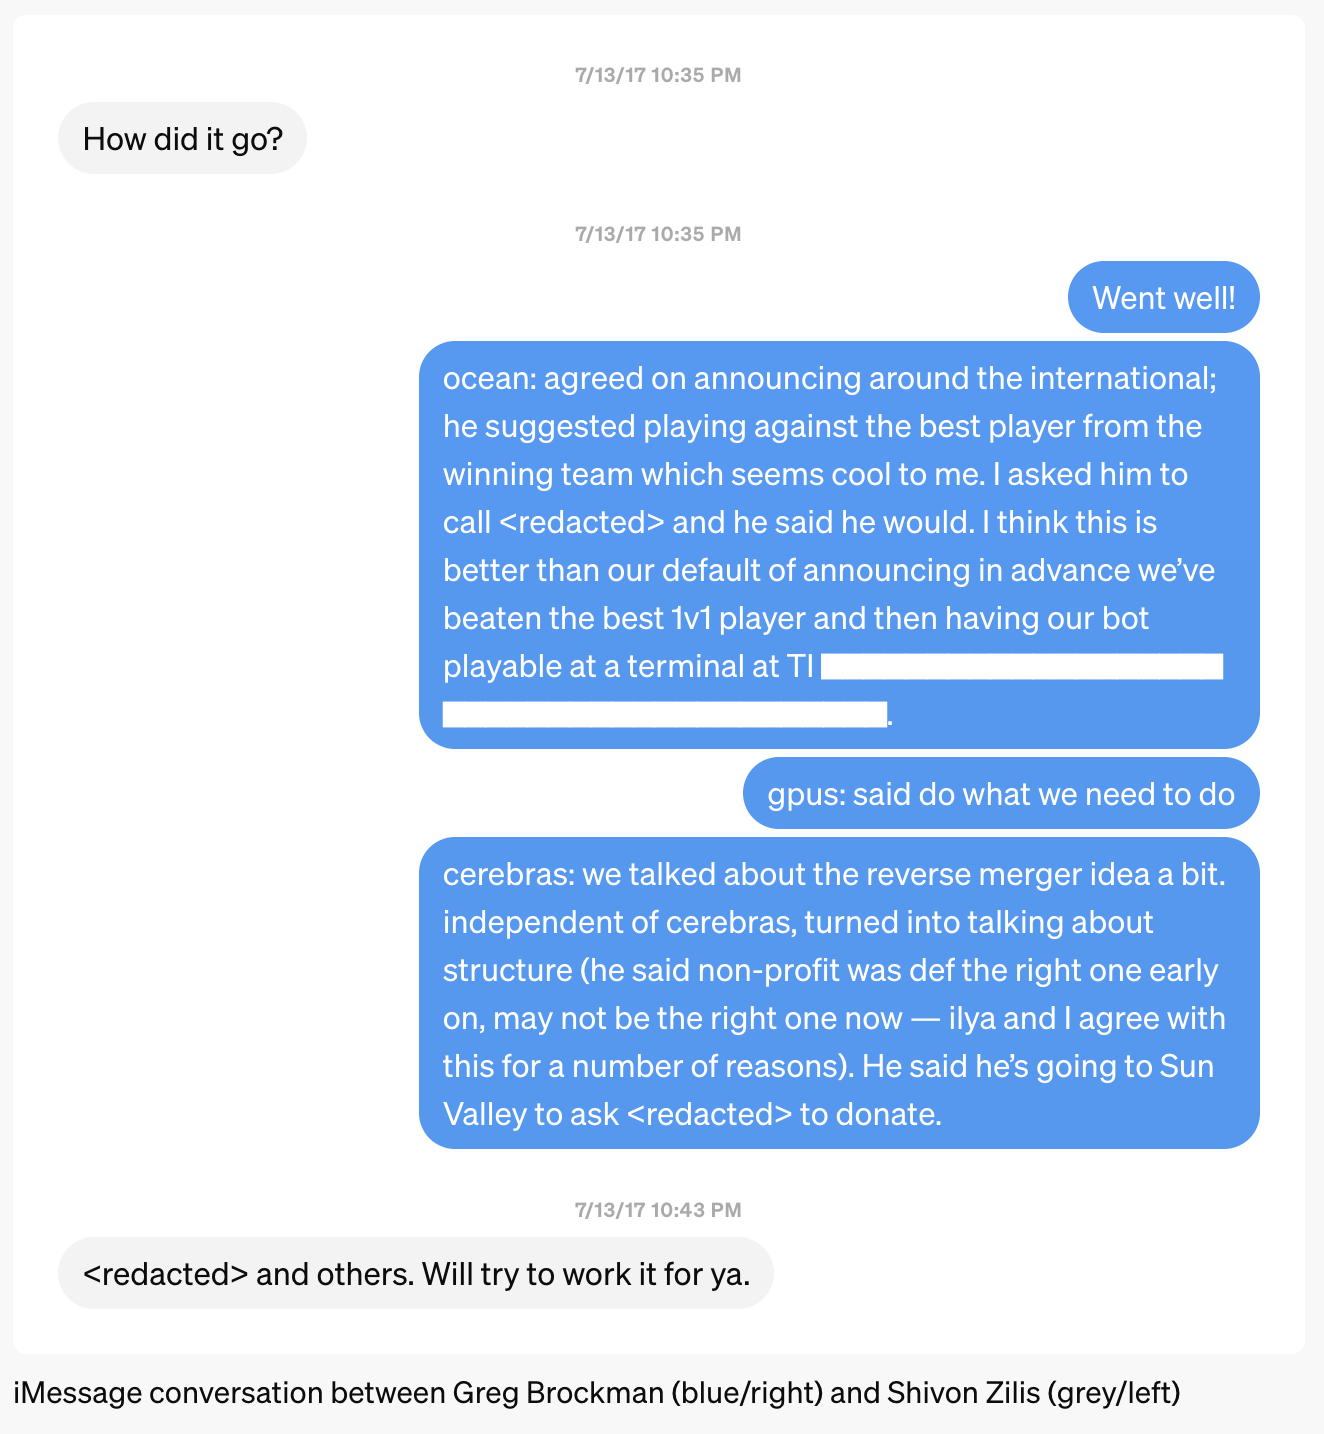 7/13/17 10:35 PM
How did it go?
7/13/17 10:35 PM
Went well!
ocean: agreed on announcing around the international;
he suggested playing against the best player from the
winning team which seems cool to me. I asked him to
call <redacted> and he said he would. I think this is
better than our default of announcing in advance we’ve
beaten the best 1v1 player and then having our bot
playable at a terminal at TI
.
gpus: said do what we need to do
cerebras: we talked about the reverse merger idea a bit.
independent of cerebras, turned into talking about
structure (he said non-profit was def the right one early
on, may not be the right one now — ilya and I agree with
this for a number of reasons). He said he’s going to Sun
Valley to ask <redacted> to donate.
7/13/17 10:43 PM
<redacted> and others. Will try to work it for ya.
iMessage conversation between Greg Brockman (blue/right) and Shivon Zilis (grey/left)